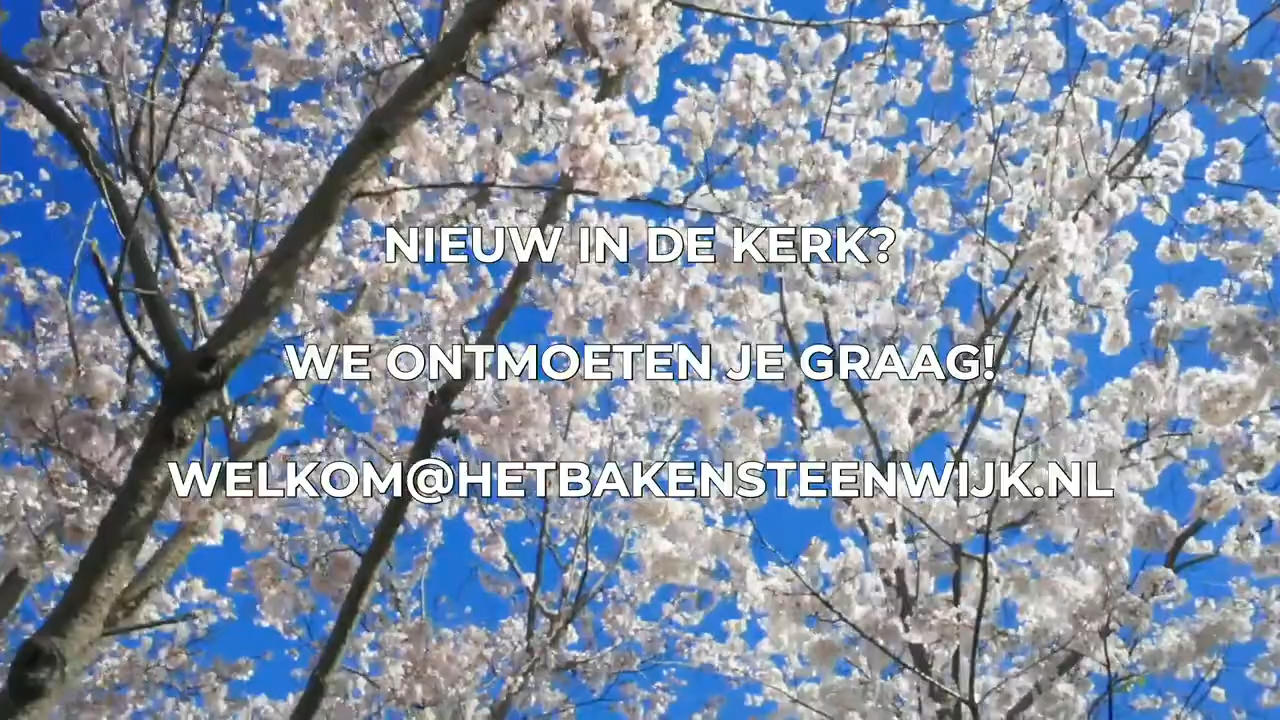 NIEUW IN DE KERK?
WE ONTMOETEN JE GRAAG!
WELKOM@HETBAKENSTEENWIJK.NL